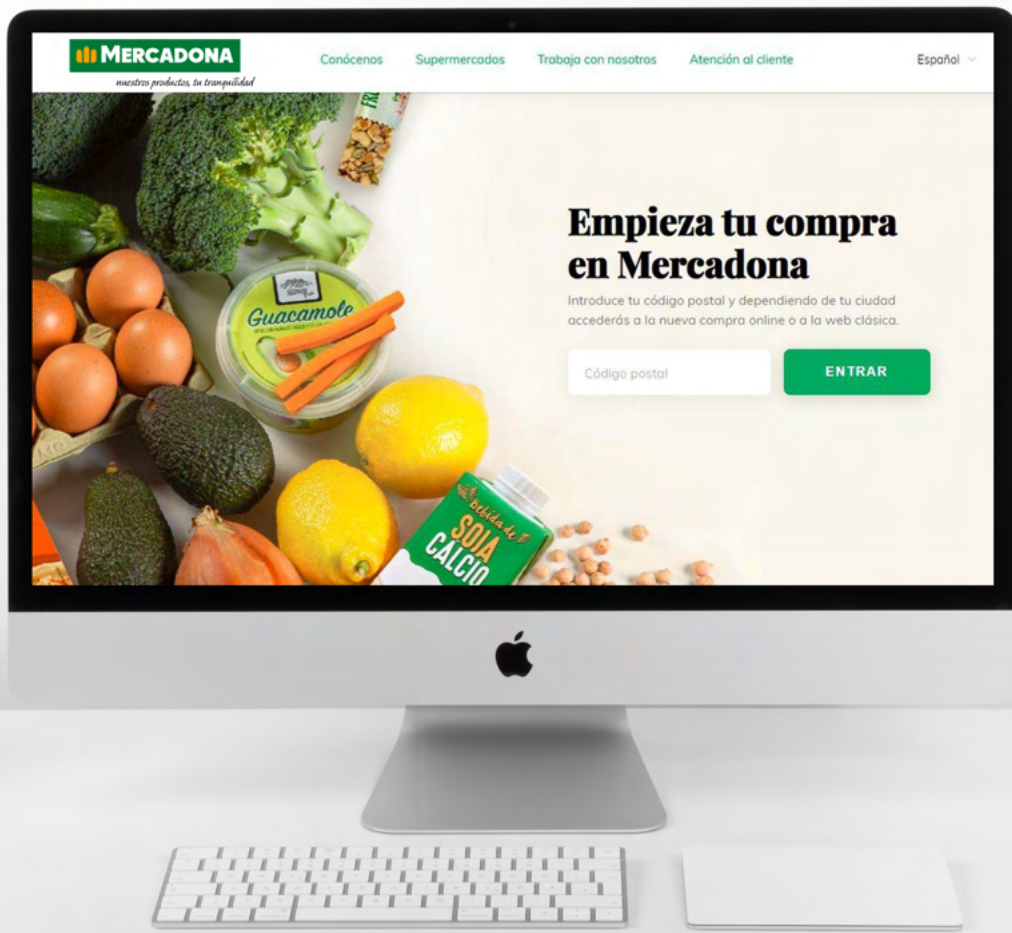 MERCADONA
nuestros productos, tu tranquilidad
Conócenos
Supermercados
Trabaja con nosotros
Atención al cliente
Español
FR
Empieza tu compra
en Mercadona
Introduce tu código postal y dependiendo de tu ciudad
accederás a la nueva compra online o a la web clásica.
Código postal
ENTRAR
Guacamole
Bebida de
SOJA
CALCIO